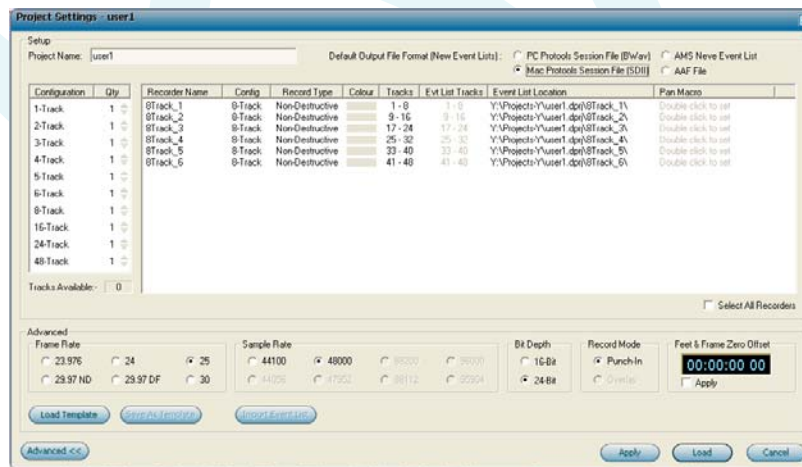 Project Settings - user1
Setup
Project Name: user1
Default Output File Format (New Event Lists) : PC Protools Session File (BWav) AMS Neve Event List
Mac Protools Session File (SDII) AAF File
Configuration Qty
1-Track 1
2-Track 1
3-Track 1
4-Track 1
5-Track 1
6-Track 1
8-Track 1
16-Track 1
24-Track 1
48-Track 1
Tracks Available:- 0
Recorder Name Config Record Type Colour Tracks Evt List Tracks Event List Location Pan Macro
8Track_1 8-Track Non-Destructive 1 - 8 1 - 8 Y:\Projects-Y\user1.dprj\8Track_1\ Double click to set
8Track_2 8-Track Non-Destructive 9 - 16 9 - 16 Y:\Projects-Y\user1.dprj\8Track_2\ Double click to set
8Track_3 8-Track Non-Destructive 17 - 24 17 - 24 Y:\Projects-Y\user1.dprj\8Track_3\ Double click to set
8Track_4 8-Track Non-Destructive 25 - 32 25 - 32 Y:\Projects-Y\user1.dprj\8Track_4\ Double click to set
8Track_5 8-Track Non-Destructive 33 - 40 33 - 40 Y:\Projects-Y\user1.dprj\8Track_5\ Double click to set
8Track_6 8-Track Non-Destructive 41 - 48 41 - 48 Y:\Projects-Y\user1.dprj\8Track_6\ Double click to set
Select All Recorders
Advanced
Frame Rate
23.976 24 25
29.97 ND 29.97 DF 30
Sample Rate
44100 48000 88200 96000
44056 47952 88112 95904
Bit Depth
16-Bit
24-Bit
Record Mode
Punch-In
Overlay
Feet & Frame Zero Offset
00:00:00 00
Apply
Load Template Save As Template Import Event List
Advanced << Apply Load Cancel